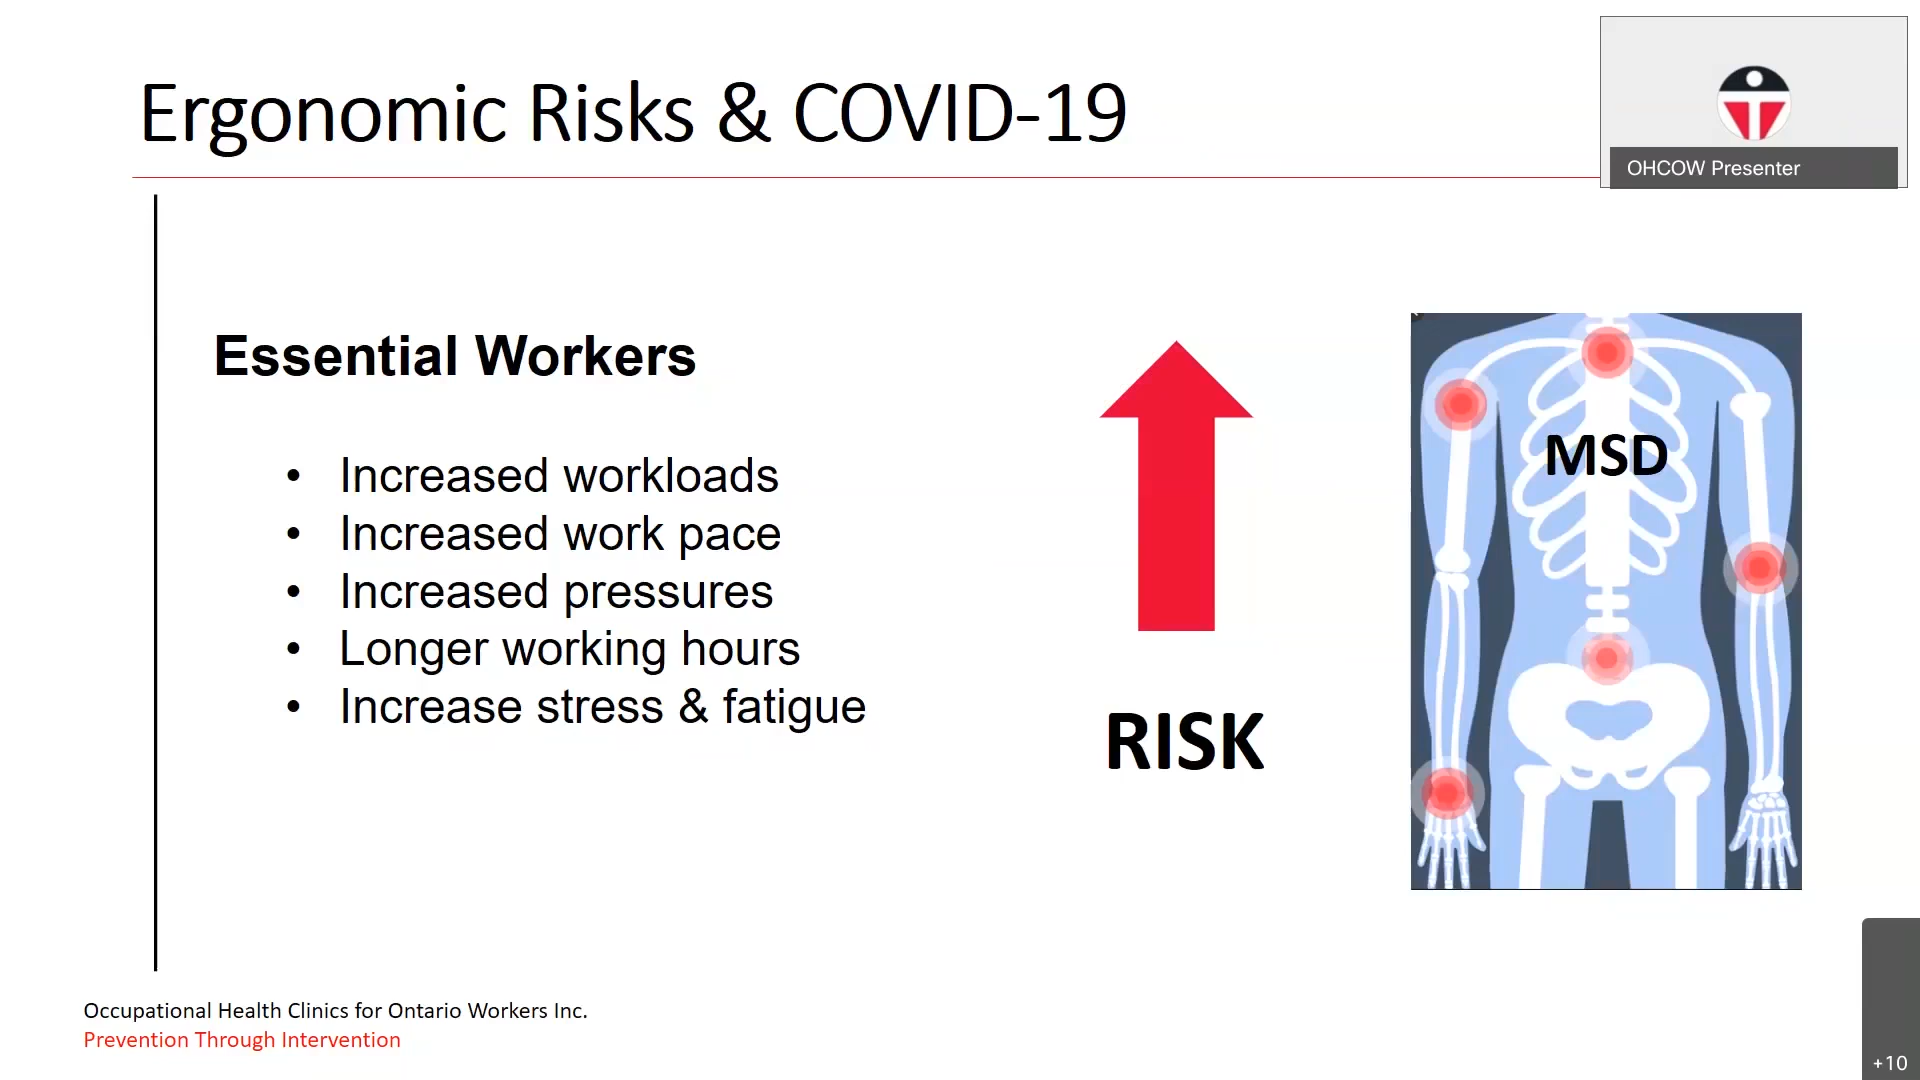 Ergonomic Risks & COVID-19
OHCOW Presenter
Essential Workers
• Increased workloads
• Increased work pace
• Increased pressures
• Longer working hours
• Increase stress & fatigue
RISK
MSD
Occupational Health Clinics for Ontario Workers Inc.
Prevention Through Intervention
+10